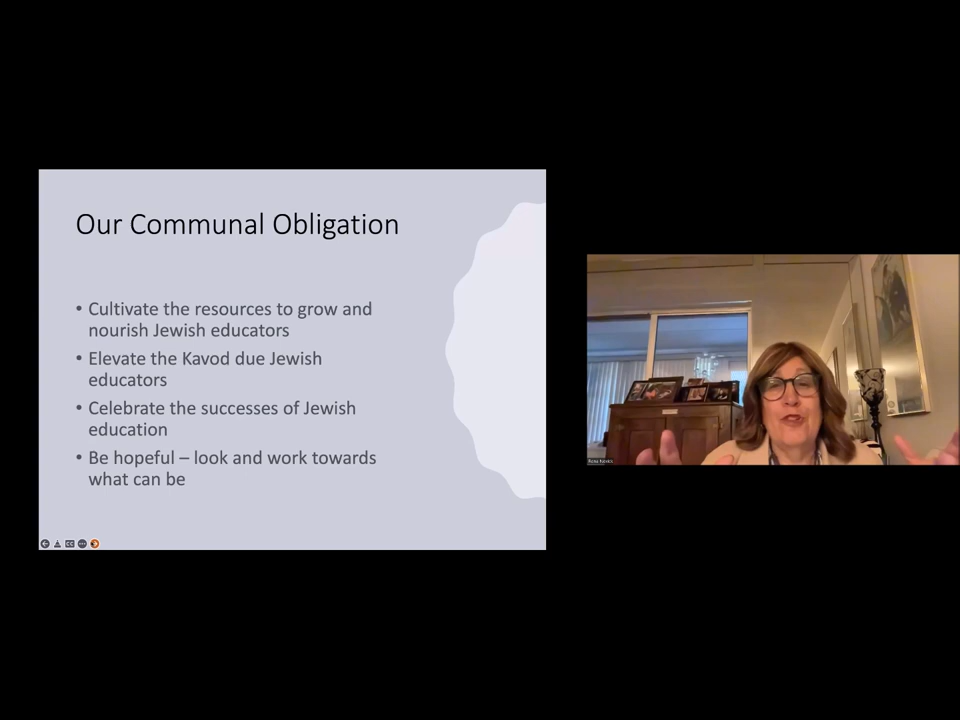 Our Communal Obligation
• Cultivate the resources to grow and
nourish Jewish educators
• Elevate the Kavod due Jewish
educators
• Celebrate the successes of Jewish
education
• Be hopeful – look and work towards
what can be